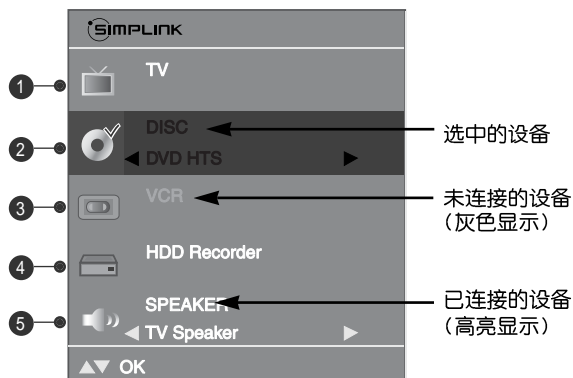 SIMPLINK
1
TV
2
DISC
DVD HTS
选中的设备
3
VCR
未连接的设备
（灰色显示）
4
HDD Recorder
5
SPEAKER
TV Speaker
已连接的设备
（高亮显示）
▲▼ OK